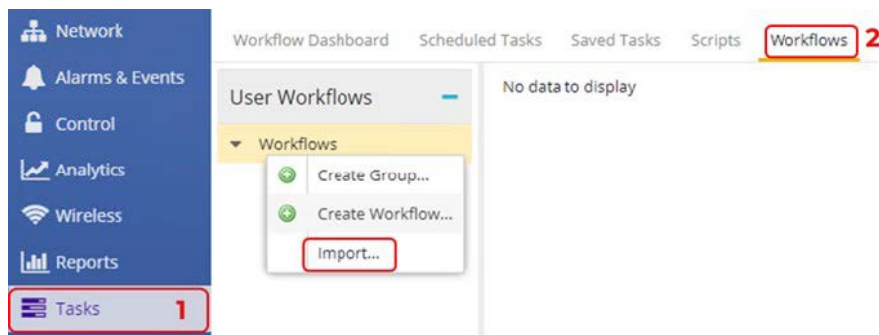 Network
Alarms & Events
Control
Analytics
Wireless
Reports
Tasks
1
Workflow Dashboard Scheduled Tasks Saved Tasks Scripts Workflows 2
User Workflows
Workflows
Create Group...
Create Workflow...
Import...
No data to display